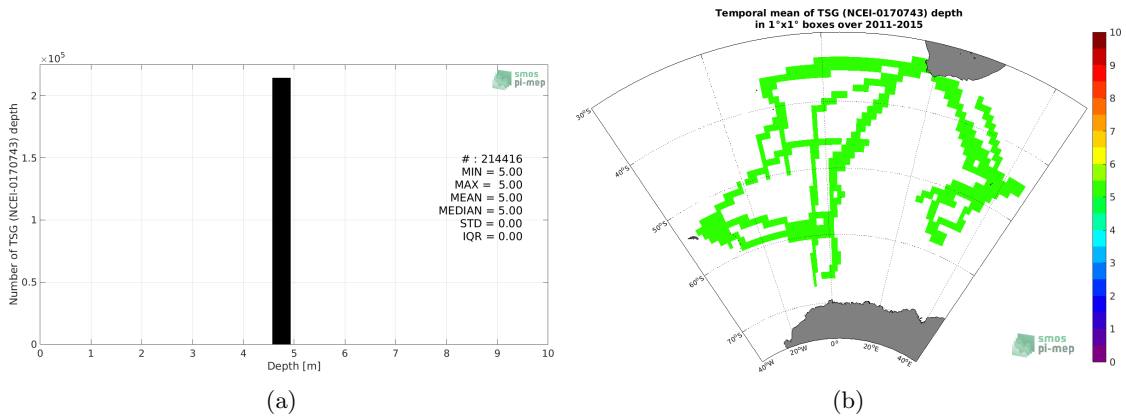 ×10⁵
2
1.5
1
0.5
0
0 1 2 3 4 5 6 7 8 9 10
Number of TSG (NCEI-0170743) depth
Depth [m]
smos
pi-mep
# : 214416
MIN = 5.00
MAX = 5.00
MEAN = 5.00
MEDIAN = 5.00
STD = 0.00
IQR = 0.00
(a)
Temporal mean of TSG (NCEI-0170743) depth
in 1°x1° boxes over 2011-2015
30°S
40°S
50°S
60°S
70°S
40°W
20°W
0°
20°E
40°E
10
9
8
7
6
5
4
3
2
1
0
smos
pi-mep
(b)